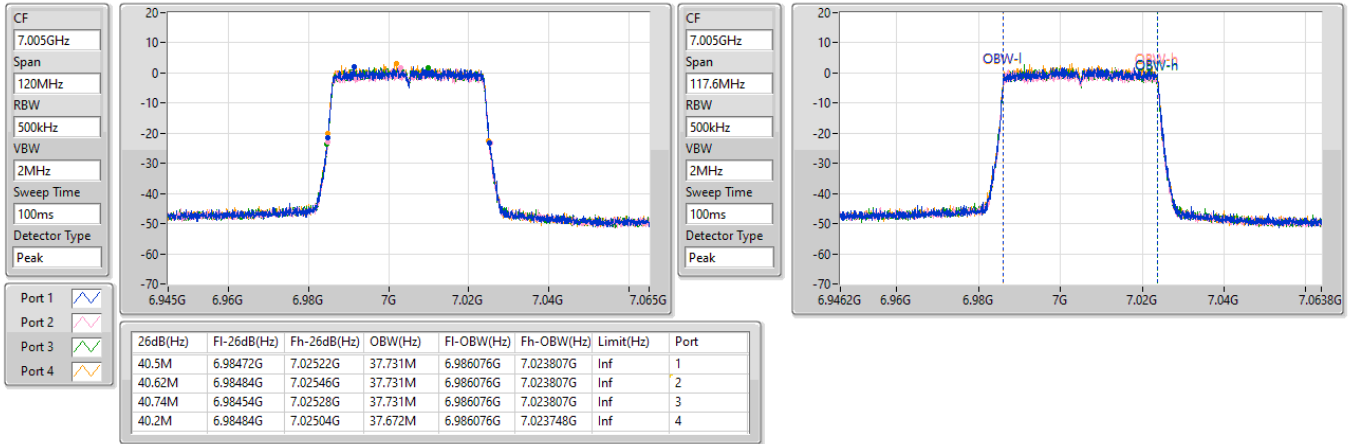 CF
7.005GHz
Span
120MHz
RBW
500kHz
VBW
2MHz
Sweep Time
100ms
Detector Type
Peak
20-
10-
0-
-10-
-20-
-30-
-40-
-50-
-60-
-70-
6.945G 6.96G 6.98G 7G 7.02G 7.04G 7.065G
CF
7.005GHz
Span
117.6MHz
RBW
500kHz
VBW
2MHz
Sweep Time
100ms
Detector Type
Peak
20-
10-
0-
-10-
-20-
-30-
-40-
-50-
-60-
-70-
OBW-l
OBW-h
OBW-h
6.9462G 6.96G 6.98G 7G 7.02G 7.04G 7.0638G
Port 1
Port 2
Port 3
Port 4
26dB(Hz) Fl-26dB(Hz) Fh-26dB(Hz) OBW(Hz) Fl-OBW(Hz) Fh-OBW(Hz) Limit(Hz) Port
40.5M 6.98472G 7.02522G 37.731M 6.986076G 7.023807G Inf 1
40.62M 6.98484G 7.02546G 37.731M 6.986076G 7.023807G Inf 2
40.74M 6.98454G 7.02528G 37.731M 6.986076G 7.023807G Inf 3
40.2M 6.98484G 7.02504G 37.672M 6.986076G 7.023748G Inf 4